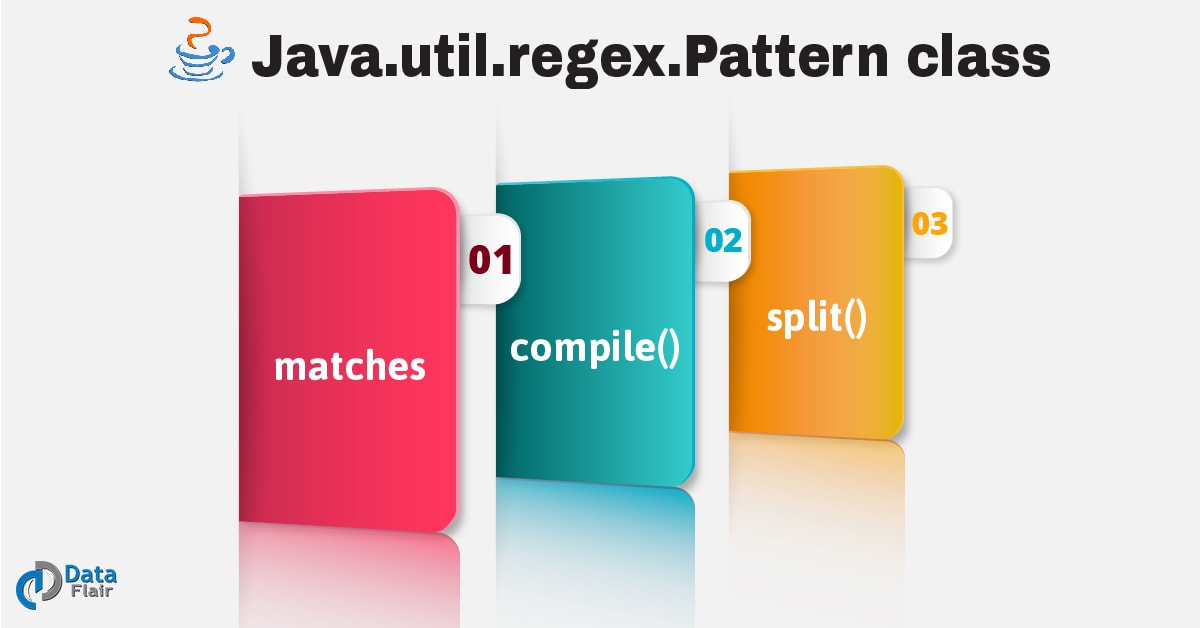 Java.util.regex.Pattern class
01
matches
02
compile()
03
split()
Data
Flair